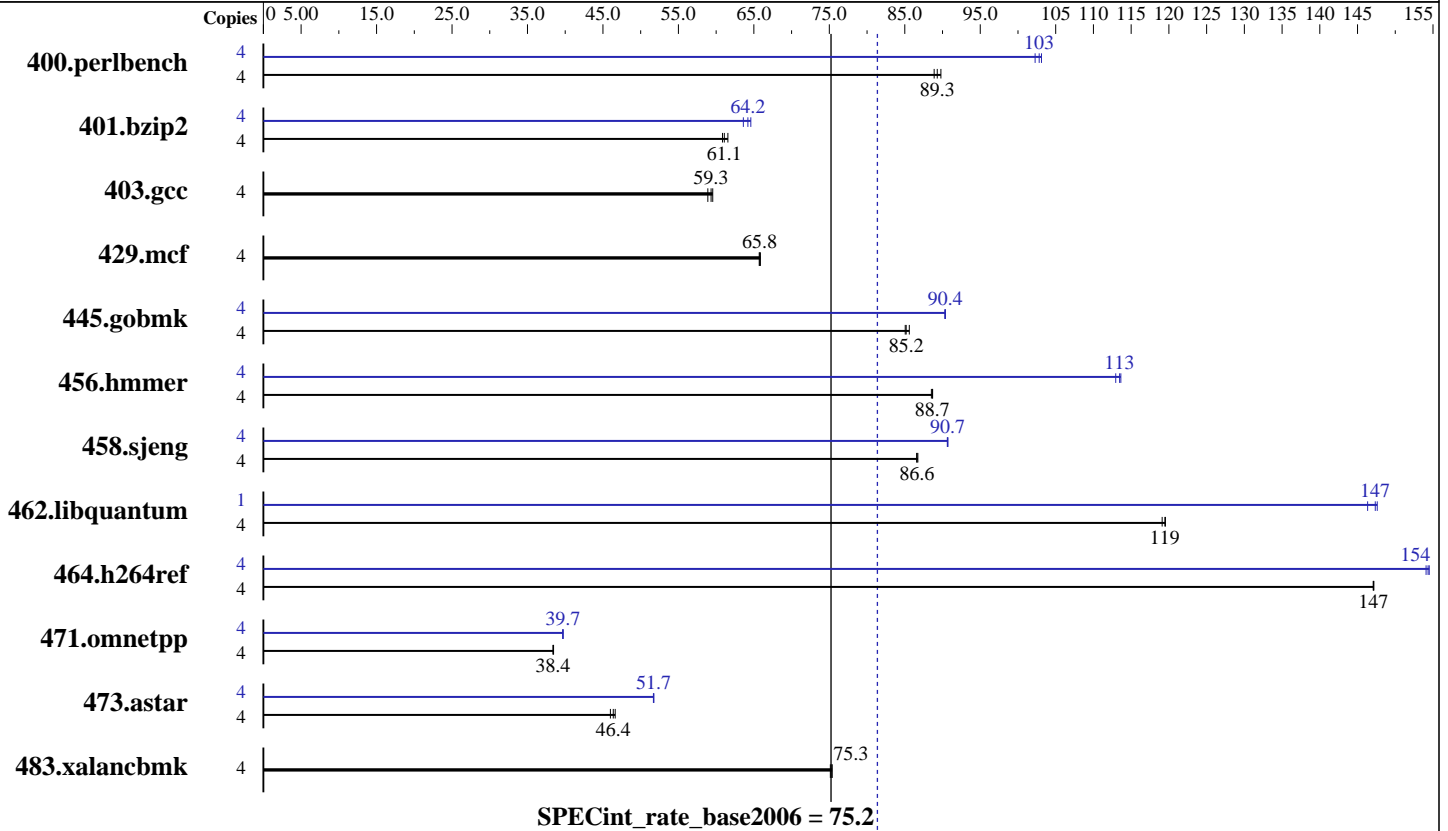 Copies 0 5.00 15.0 25.0 35.0 45.0 55.0 65.0 75.0 85.0 95.0 105 110 115 120 125 130 135 140 145 155
400.perlbench 4 103
4 89.3
401.bzip2 4 64.2
4 61.1
403.gcc 4 59.3
429.mcf 4 65.8
445.gobmk 4 90.4
4 85.2
456.hmmer 4 113
4 88.7
458.sjeng 4 90.7
4 86.6
462.libquantum 1 147
4 119
464.h264ref 4 154
4 147
471.omnetpp 4 39.7
4 38.4
473.astar 4 51.7
4 46.4
483.xalancbmk 4 75.3
SPECint_rate_base2006 = 75.2